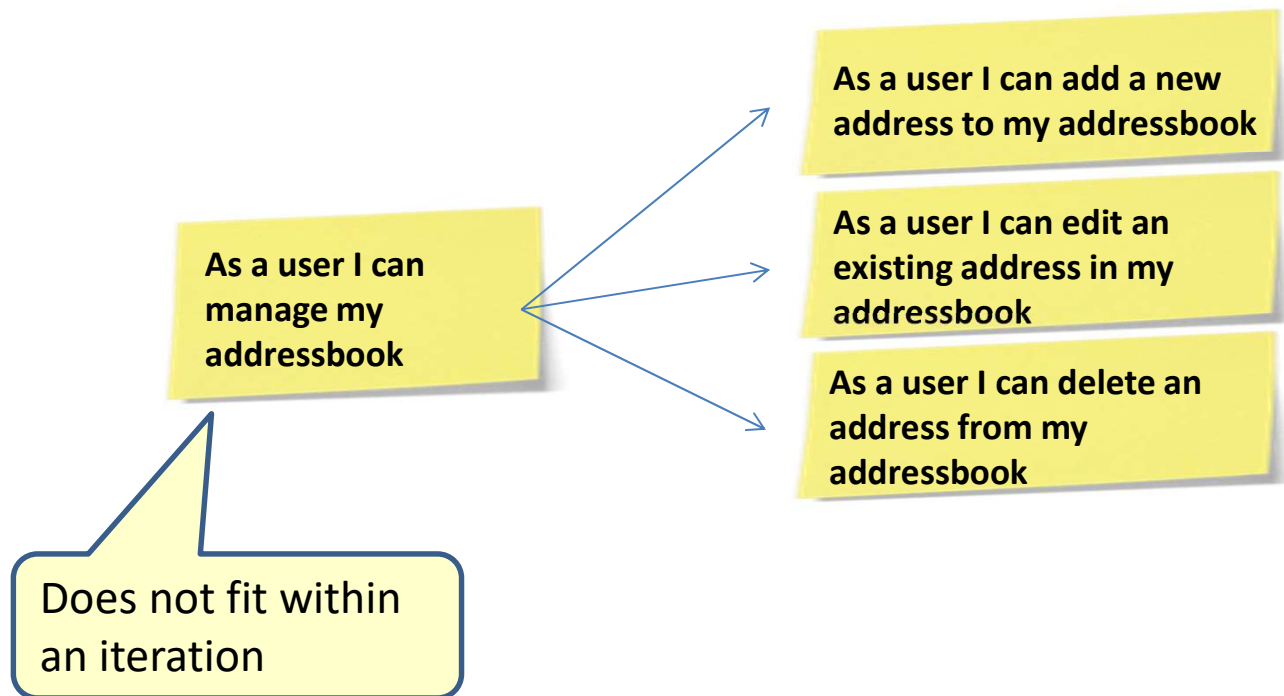 As a user I can
manage my
addressbook
Does not fit within
an iteration
As a user I can add a new
address to my addressbook
As a user I can edit an
existing address in my
addressbook
As a user I can delete an
address from my
addressbook